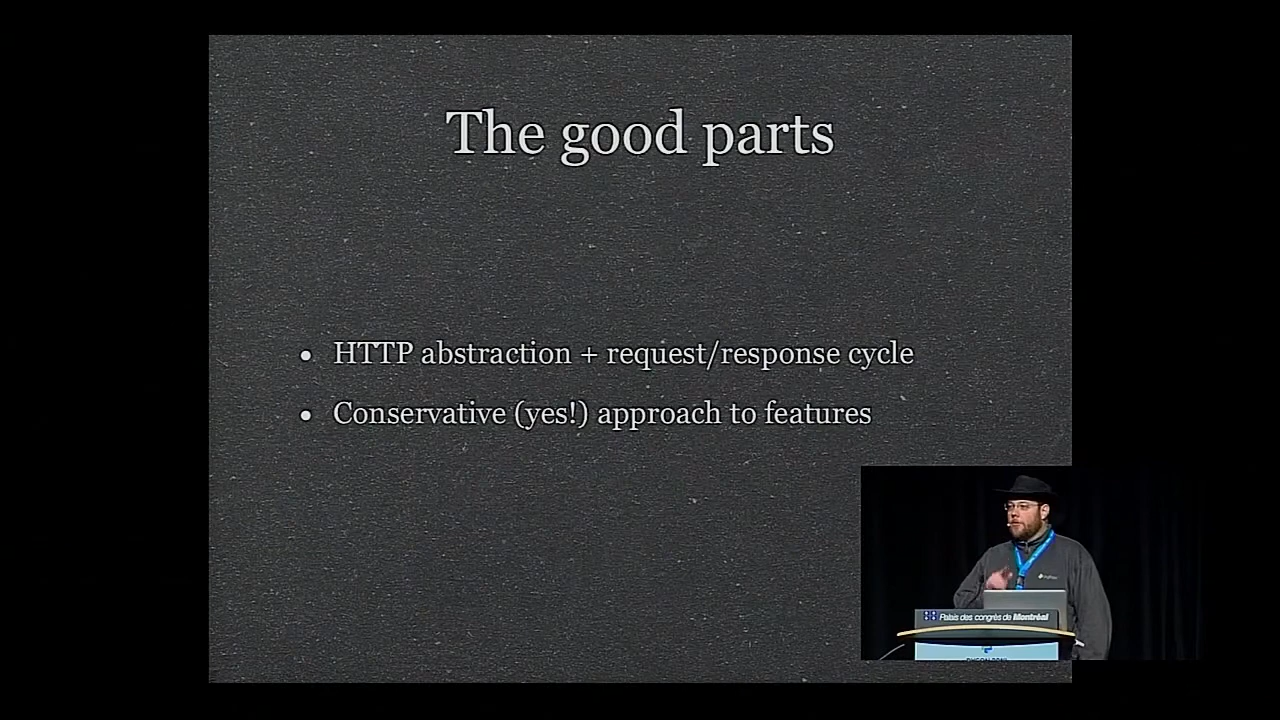 The good parts
• HTTP abstraction + request/response cycle
• Conservative (yes!) approach to features
Palais des congrès de Montréal